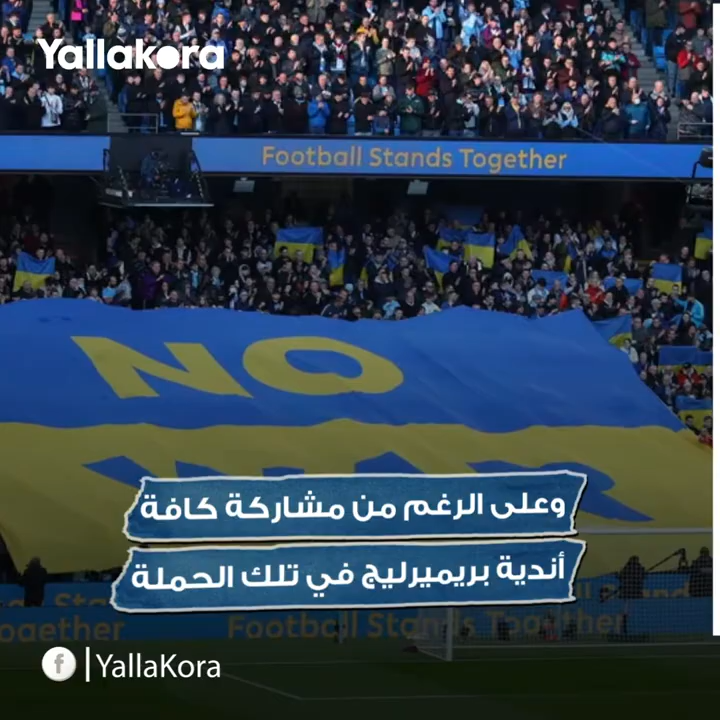 Yallakora
Football Stands Together
NO
WAR
وعلى الرغم من مشاركة كافة
أندية بريميرليج في تلك الحملة
Football Stands Together
YallaKora